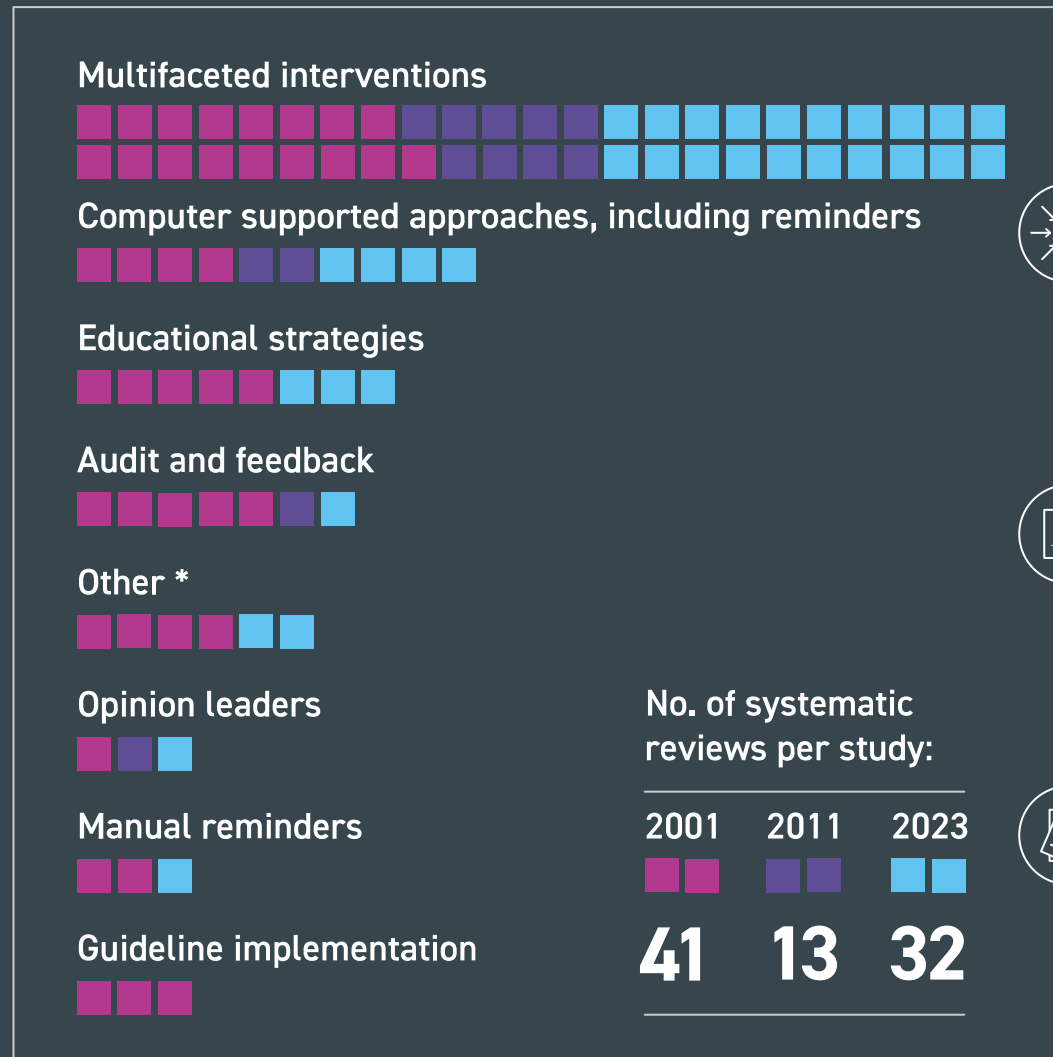 Multifaceted interventions
Computer supported approaches, including reminders
Educational strategies
Audit and feedback
Other *
Opinion leaders
Manual reminders
Guideline implementation
No. of systematic
reviews per study:
2001 2011 2023
41 13 32